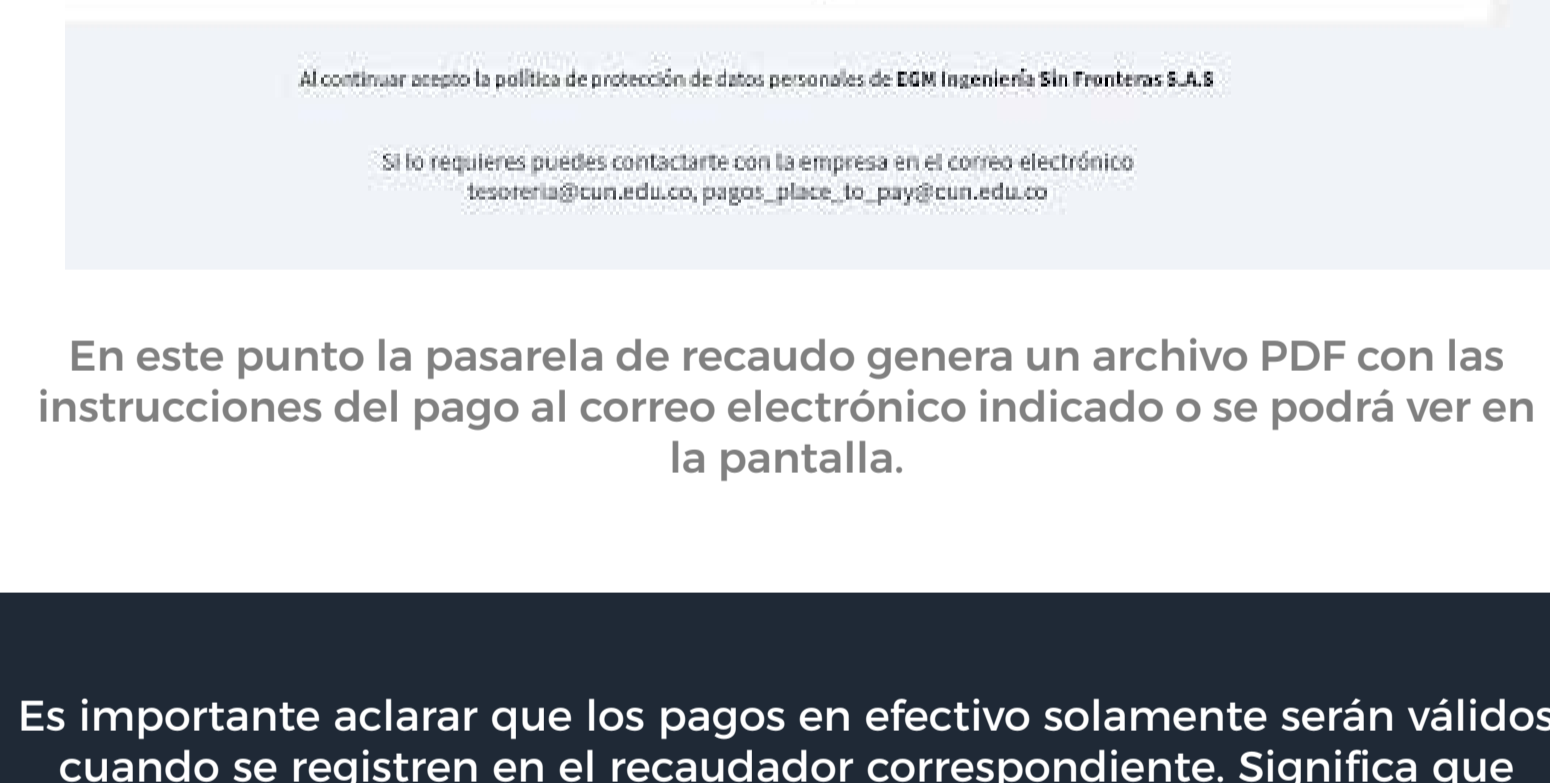 Al continuar acepto la política de protección de datos personales de EGM Ingeniería Sin Fronteras S.A.S
Si lo requieres puedes contactarte con la empresa en el correo electrónico
tesoreria@cun.edu.co, pagos_place_to_pay@cun.edu.co
En este punto la pasarela de recaudo genera un archivo PDF con las
instrucciones del pago al correo electrónico indicado o se podrá ver en
la pantalla.
Es importante aclarar que los pagos en efectivo solamente serán válidos
cuando se registren en el recaudador correspondiente. Significa que